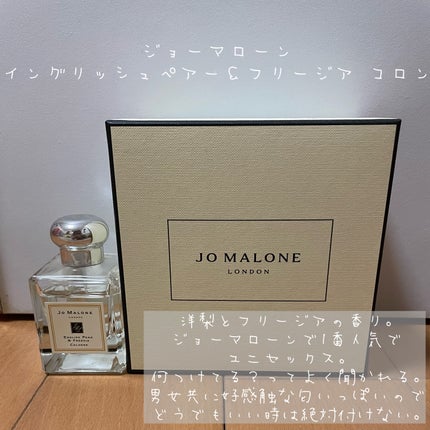 ジョーマローン
イングリッシュペアー&フリージア コロン
JO MALONE
LONDON
JO MALONE
LONDON
ENGLISH PEAR
& FREESIA
COLOGNE
洋梨とフリージアの香り。
ジョーマローンで1番人気で
ユニセックス。
何つけてる?ってよく聞かれる。
男女共に好感触な匂いっぽいので
どうでもいい時は絶対付けない。